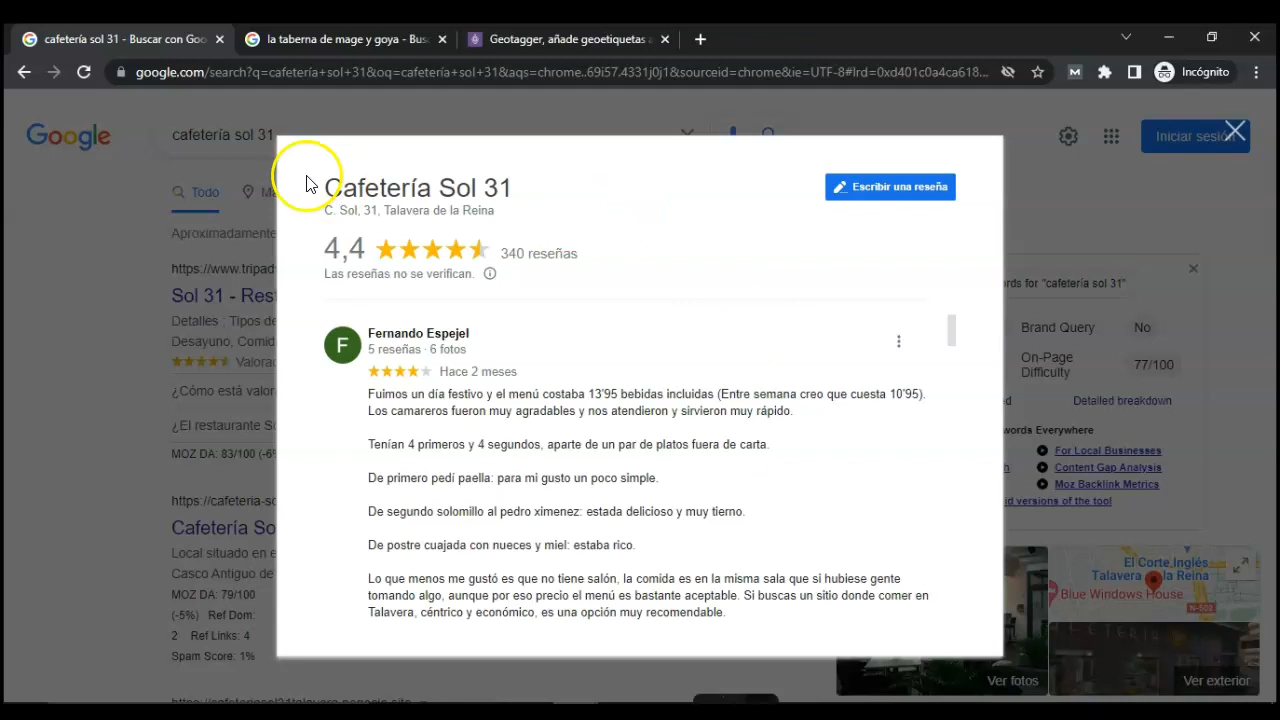 cafetería sol 31 - Buscar con Goo
la taberna de mage y goya - Bus
Geotagger, añade geoetiquetas
google.com/search?q=cafetería+sol+31&oq=cafetería+sol+31&aqs=chrome..69i57.4331j0j1&sourceid=chrome&ie=UTF-8#lrd=0xd401c0a4ca618...
Incógnito
Google
cafetería sol 31
Iniciar sesión
Todo
Aproximadamente
https://www.tripad
Sol 31 - Rest
Detalles : Tipos de
Desayuno, Comid
Valorac
¿Cómo está valor
¿El restaurante So
MOZ DA: 83/100 (-6%
https://cafeteria-so
Cafetería So
Local situado en e
Casco Antiguo de
MOZ DA: 79/100
(-5%) Ref Dom:
2 Ref Links: 4
Spam Score: 1%
Cafetería Sol 31
C. Sol, 31, Talavera de la Reina
Escribir una reseña
4,4
340 reseñas
Las reseñas no se verifican.
F
Fernando Espejel
5 reseñas · 6 fotos
Hace 2 meses
Fuimos un día festivo y el menú costaba 13'95 bebidas incluidas (Entre semana creo que cuesta 10'95).
Los camareros fueron muy agradables y nos atendieron y sirvieron muy rápido.
Tenían 4 primeros y 4 segundos, aparte de un par de platos fuera de carta.
De primero pedí paella: para mi gusto un poco simple.
De segundo solomillo al pedro ximenez: estada delicioso y muy tierno.
De postre cuajada con nueces y miel: estaba rico.
Lo que menos me gustó es que no tiene salón, la comida es en la misma sala que si hubiese gente
tomando algo, aunque por eso precio el menú es bastante aceptable. Si buscas un sitio donde comer en
Talavera, céntrico y económico, es una opción muy recomendable.
rds for "cafetería sol 31"
Brand Query No
On-Page
Difficulty
77/100
Detailed breakdown
words Everywhere
For Local Businesses
Content Gap Analysis
Moz Backlink Metrics
id versions of the tool
El Corte Inglés
Talavera
la Reina
Blue Windows House
N-502
Ver fotos
Ver exterior